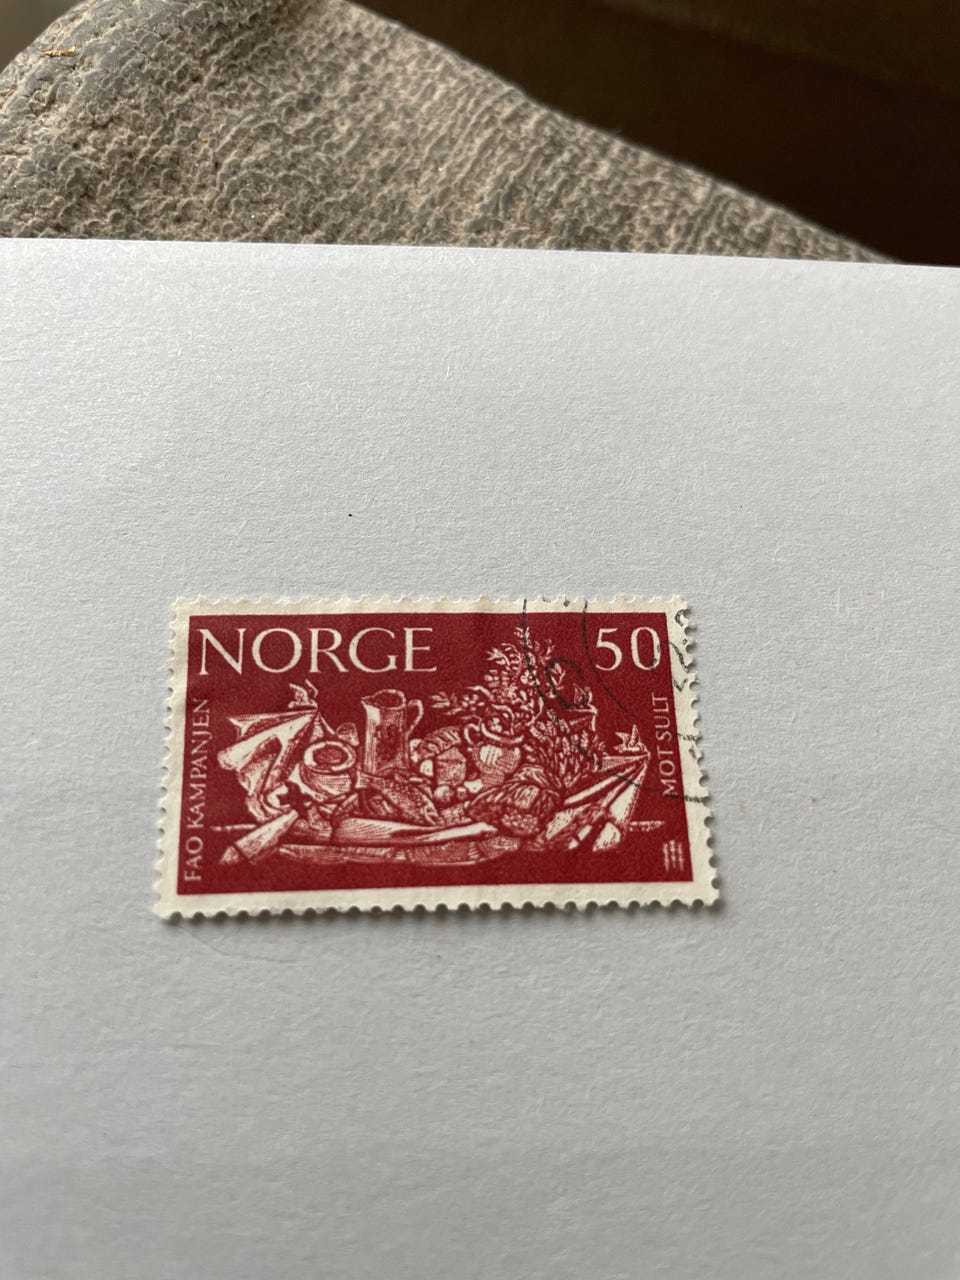 NORGE
50
FAO KAMPANJEN
MOT SULT